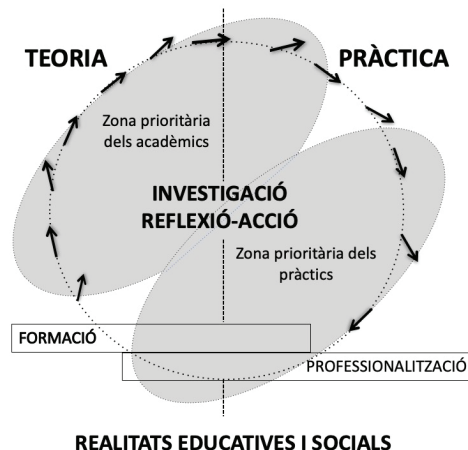 TEORIA
PRÀCTICA
Zona prioritària
dels acadèmics
INVESTIGACIÓ
REFLEXIÓ-ACCIÓ
Zona prioritària dels
pràctics
FORMACIÓ
PROFESSIONALITZACIÓ
REALITATS EDUCATIVES I SOCIALS